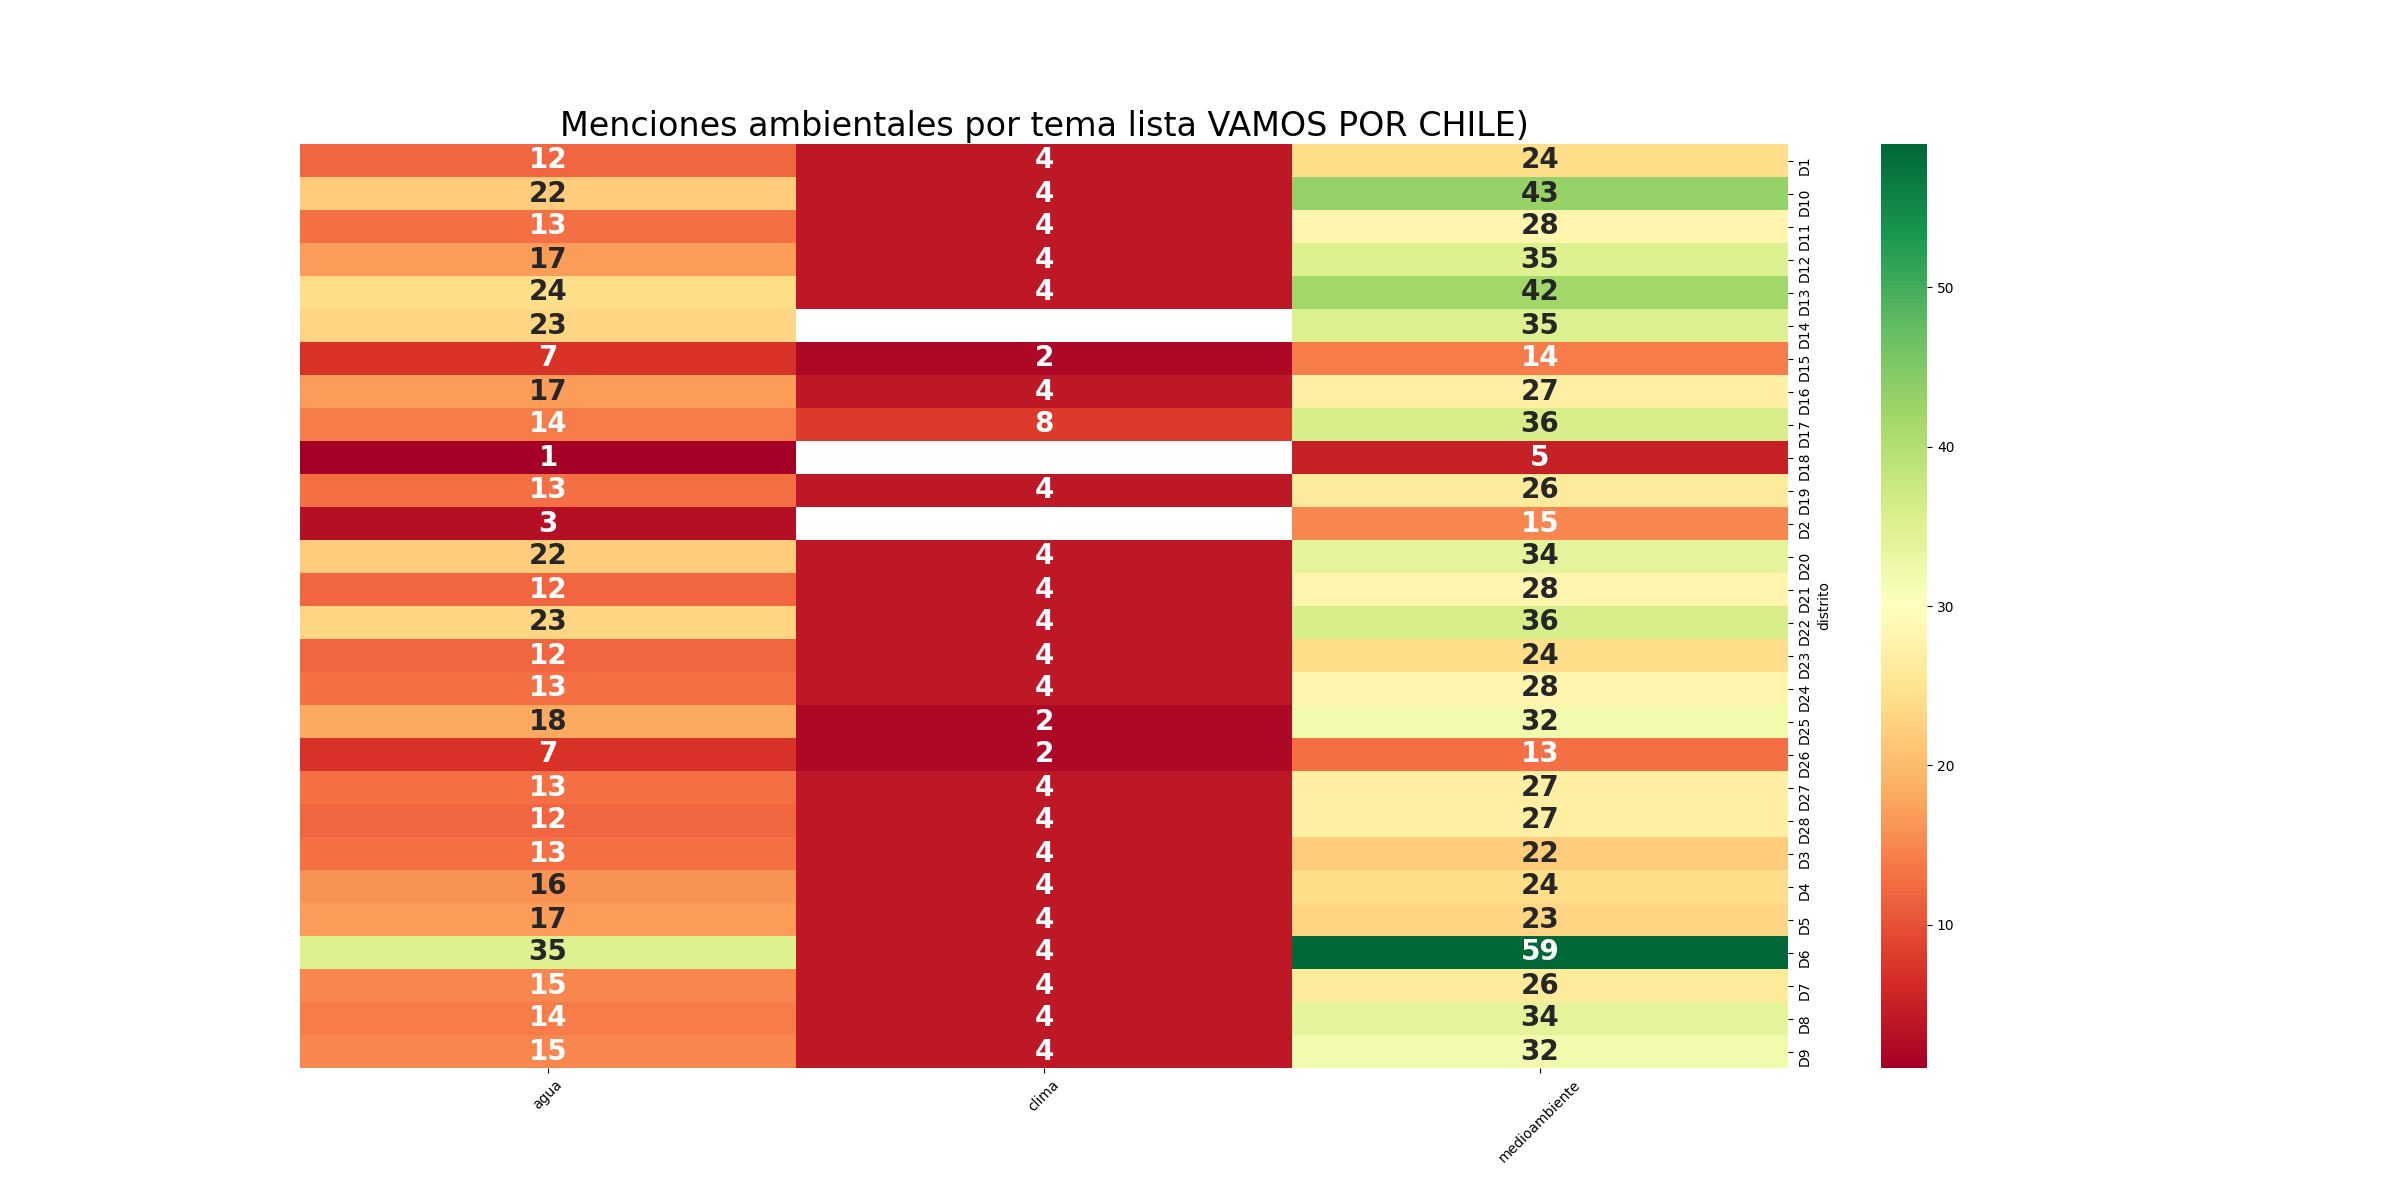 Menciones ambientales por tema lista VAMOS POR CHILE)
12 4 24 D1
22 4 43 D10
13 4 28 D11
17 4 35 D12
24 4 42 D13
23 35 D14
7 2 14 D15
17 4 27 D16
14 8 36 D17
1 5 D18
13 4 26 D19
3 15 D2
22 4 34 D20
12 4 28 D21
23 4 36 D22
12 4 24 D23
13 4 28 D24
18 2 32 D25
7 2 13 D26
13 4 27 D27
12 4 27 D28
13 4 22 D3
16 4 24 D4
17 4 23 D5
35 4 59 D6
15 4 26 D7
14 4 34 D8
15 4 32 D9
distrito
agua clima medioambiente
50
40
30
20
10